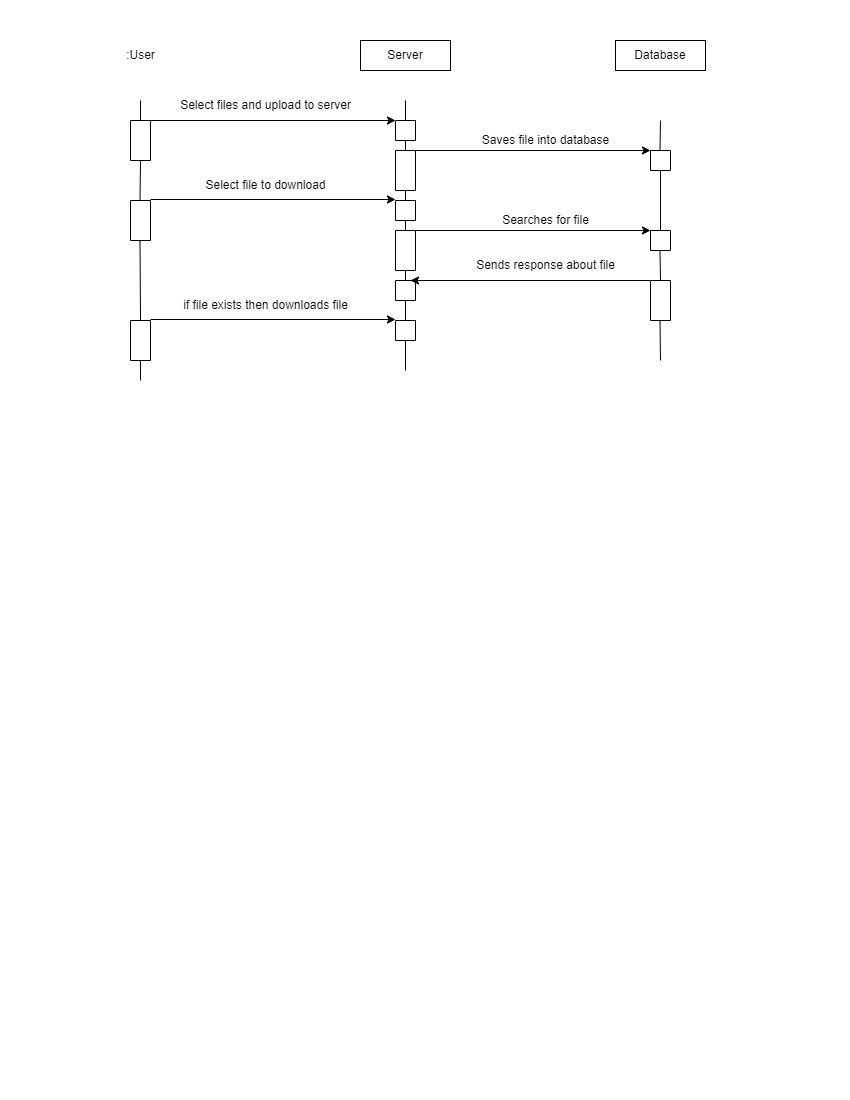 :User
Server
Database
Select files and upload to server
Saves file into database
Select file to download
Searches for file
Sends response about file
if file exists then downloads file